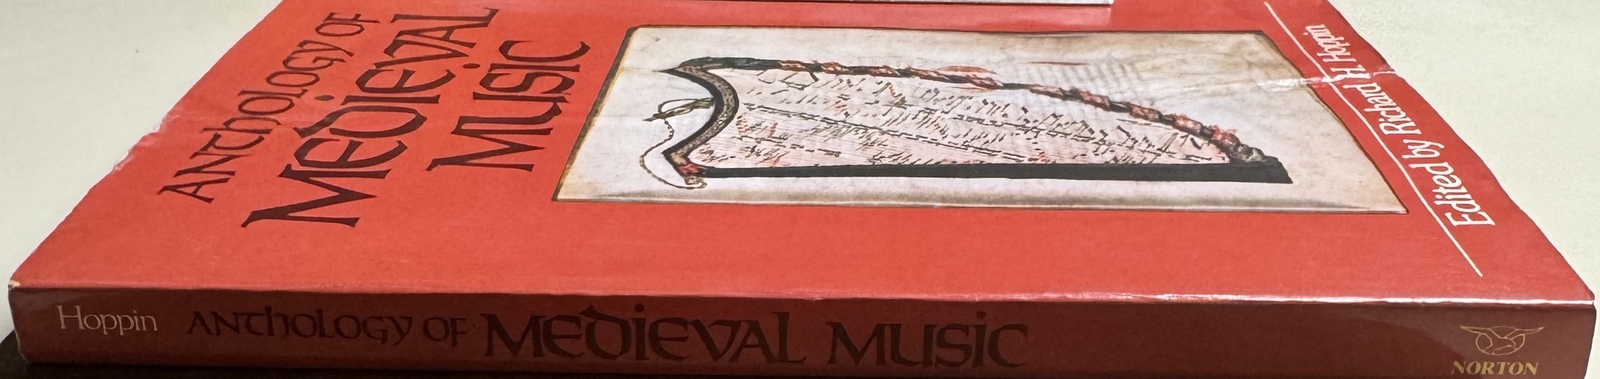 Anthology of
Medieval
Music
Edited by Richard H. Hoppin
Hoppin Anthology of Medieval Music
NORTON